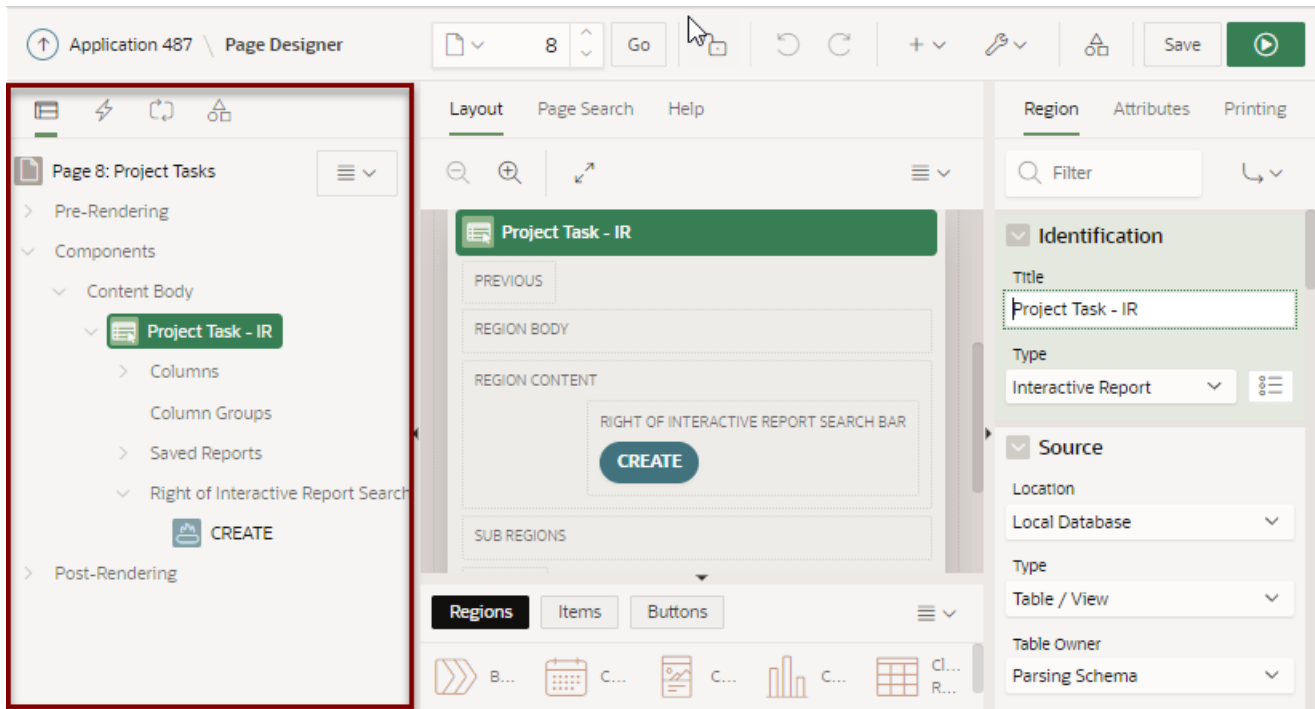 Application 487 \ Page Designer
8
Go
Save
Page 8: Project Tasks
Pre-Rendering
Components
Content Body
Project Task - IR
Columns
Column Groups
Saved Reports
Right of Interactive Report Search
CREATE
Post-Rendering
Layout
Page Search
Help
Project Task - IR
PREVIOUS
REGION BODY
REGION CONTENT
RIGHT OF INTERACTIVE REPORT SEARCH BAR
CREATE
SUB REGIONS
Regions
Items
Buttons
B...
C...
C...
C...
Cl...
R...
Region
Attributes
Printing
Filter
Identification
Title
Project Task - IR
Type
Interactive Report
Source
Location
Local Database
Type
Table / View
Table Owner
Parsing Schema